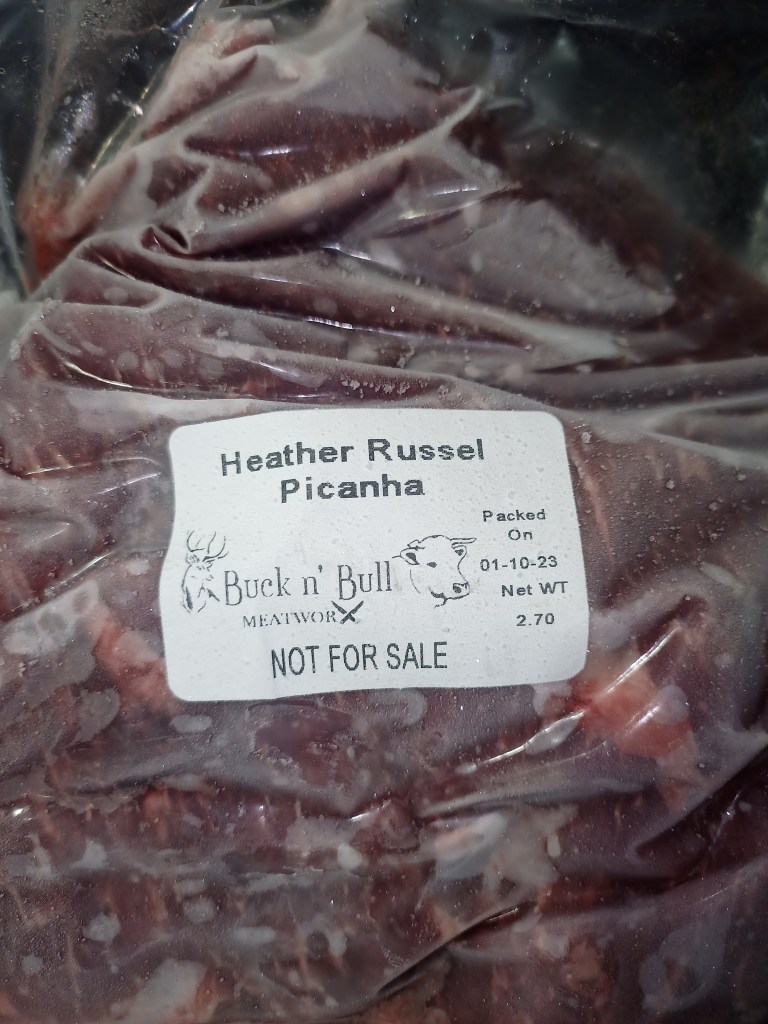 Heather Russel
Picanha
Packed
On
01-10-23
Net WT
2.70
Buck n' Bull
MEATWORX
NOT FOR SALE